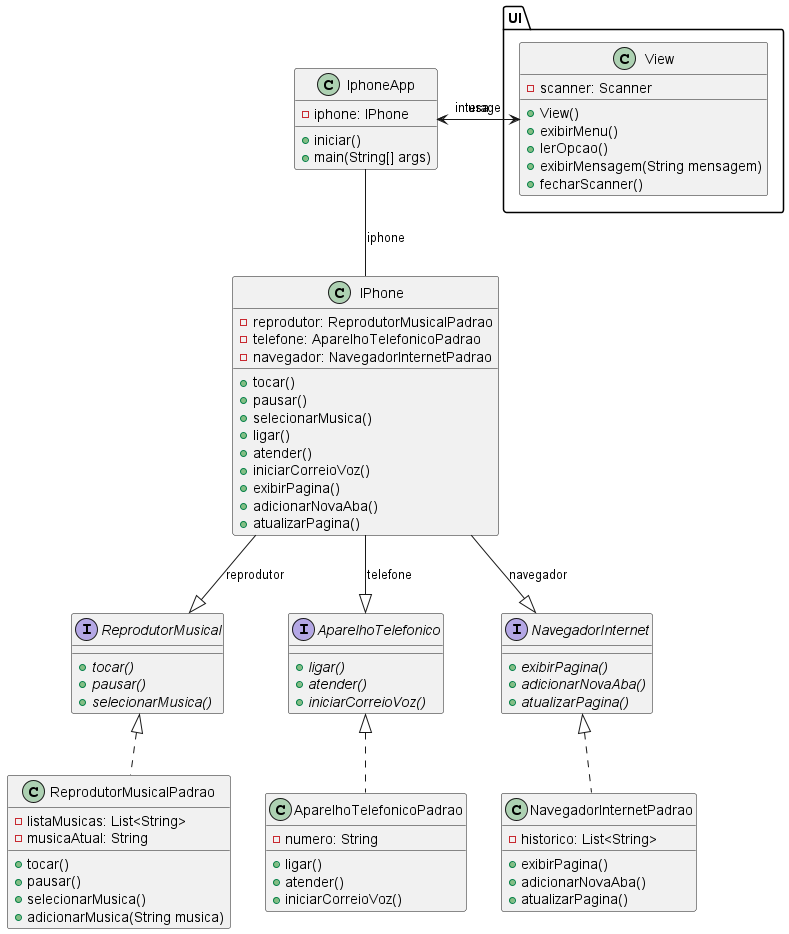 UI
C View
scanner: Scanner
View()
exibirMenu()
lerOpcao()
exibirMensagem(String mensagem)
fecharScanner()
C IphoneApp
iphone: IPhone
iniciar()
main(String[] args)
iphone
C IPhone
reprodutor: ReprodutorMusicalPadrao
telefone: AparelhoTelefonicoPadrao
navegador: NavegadorInternetPadrao
tocar()
pausar()
selecionarMusica()
ligar()
atender()
iniciarCorreioVoz()
exibirPagina()
adicionarNovaAba()
atualizarPagina()
reprodutor
telefone
navegador
I ReprodutorMusical
tocar()
pausar()
selecionarMusica()
I AparelhoTelefonico
ligar()
atender()
iniciarCorreioVoz()
I NavegadorInternet
exibirPagina()
adicionarNovaAba()
atualizarPagina()
C ReprodutorMusicalPadrao
listaMusicas: List<String>
musicaAtual: String
tocar()
pausar()
selecionarMusica()
adicionarMusica(String musica)
C AparelhoTelefonicoPadrao
numero: String
ligar()
atender()
iniciarCorreioVoz()
C NavegadorInternetPadrao
historico: List<String>
exibirPagina()
adicionarNovaAba()
atualizarPagina()